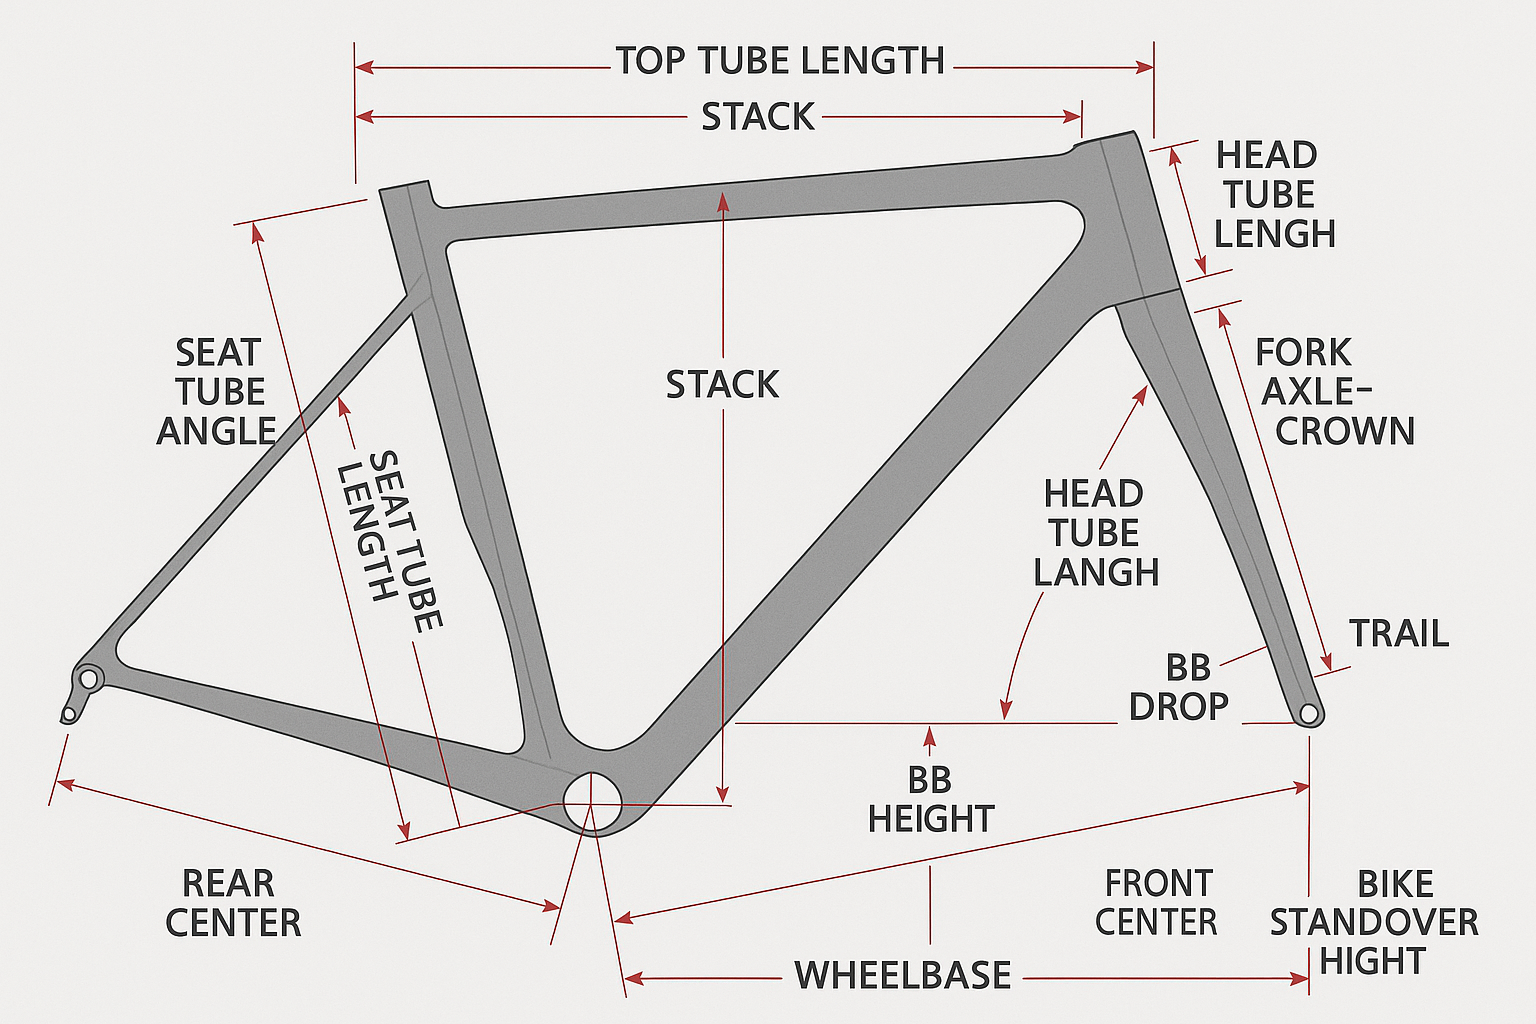 TOP TUBE LENGTH
STACK
HEAD
TUBE
LENGH
SEAT
TUBE
ANGLE
FORK
AXLE-
CROWN
STACK
SEAT TUBE
LENGTH
HEAD
TUBE
LANGH
TRAIL
BB
DROP
BB
HEIGHT
REAR
CENTER
FRONT
CENTER
BIKE
STANDOVER
HIGHT
WHEELBASE